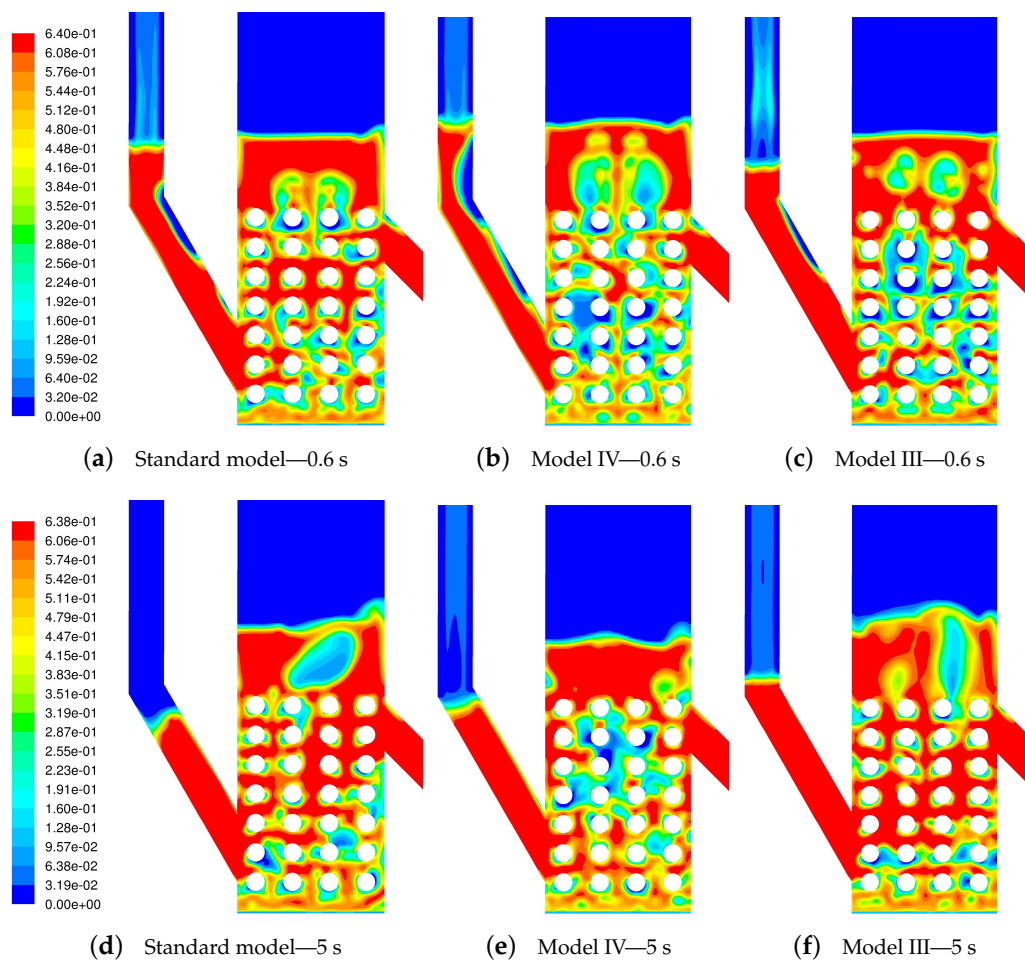 6.40e-01
6.08e-01
5.76e-01
5.44e-01
5.12e-01
4.80e-01
4.48e-01
4.16e-01
3.84e-01
3.52e-01
3.20e-01
2.88e-01
2.56e-01
2.24e-01
1.92e-01
1.60e-01
1.28e-01
9.59e-02
6.40e-02
3.20e-02
0.00e+00
(a) Standard model—0.6 s
(b) Model IV—0.6 s
(c) Model III—0.6 s
6.38e-01
6.06e-01
5.74e-01
5.42e-01
5.11e-01
4.79e-01
4.47e-01
4.15e-01
3.83e-01
3.51e-01
3.19e-01
2.87e-01
2.55e-01
2.23e-01
1.91e-01
1.60e-01
1.28e-01
9.57e-02
6.38e-02
3.19e-02
0.00e+00
(d) Standard model—5 s
(e) Model IV—5 s
(f) Model III—5 s